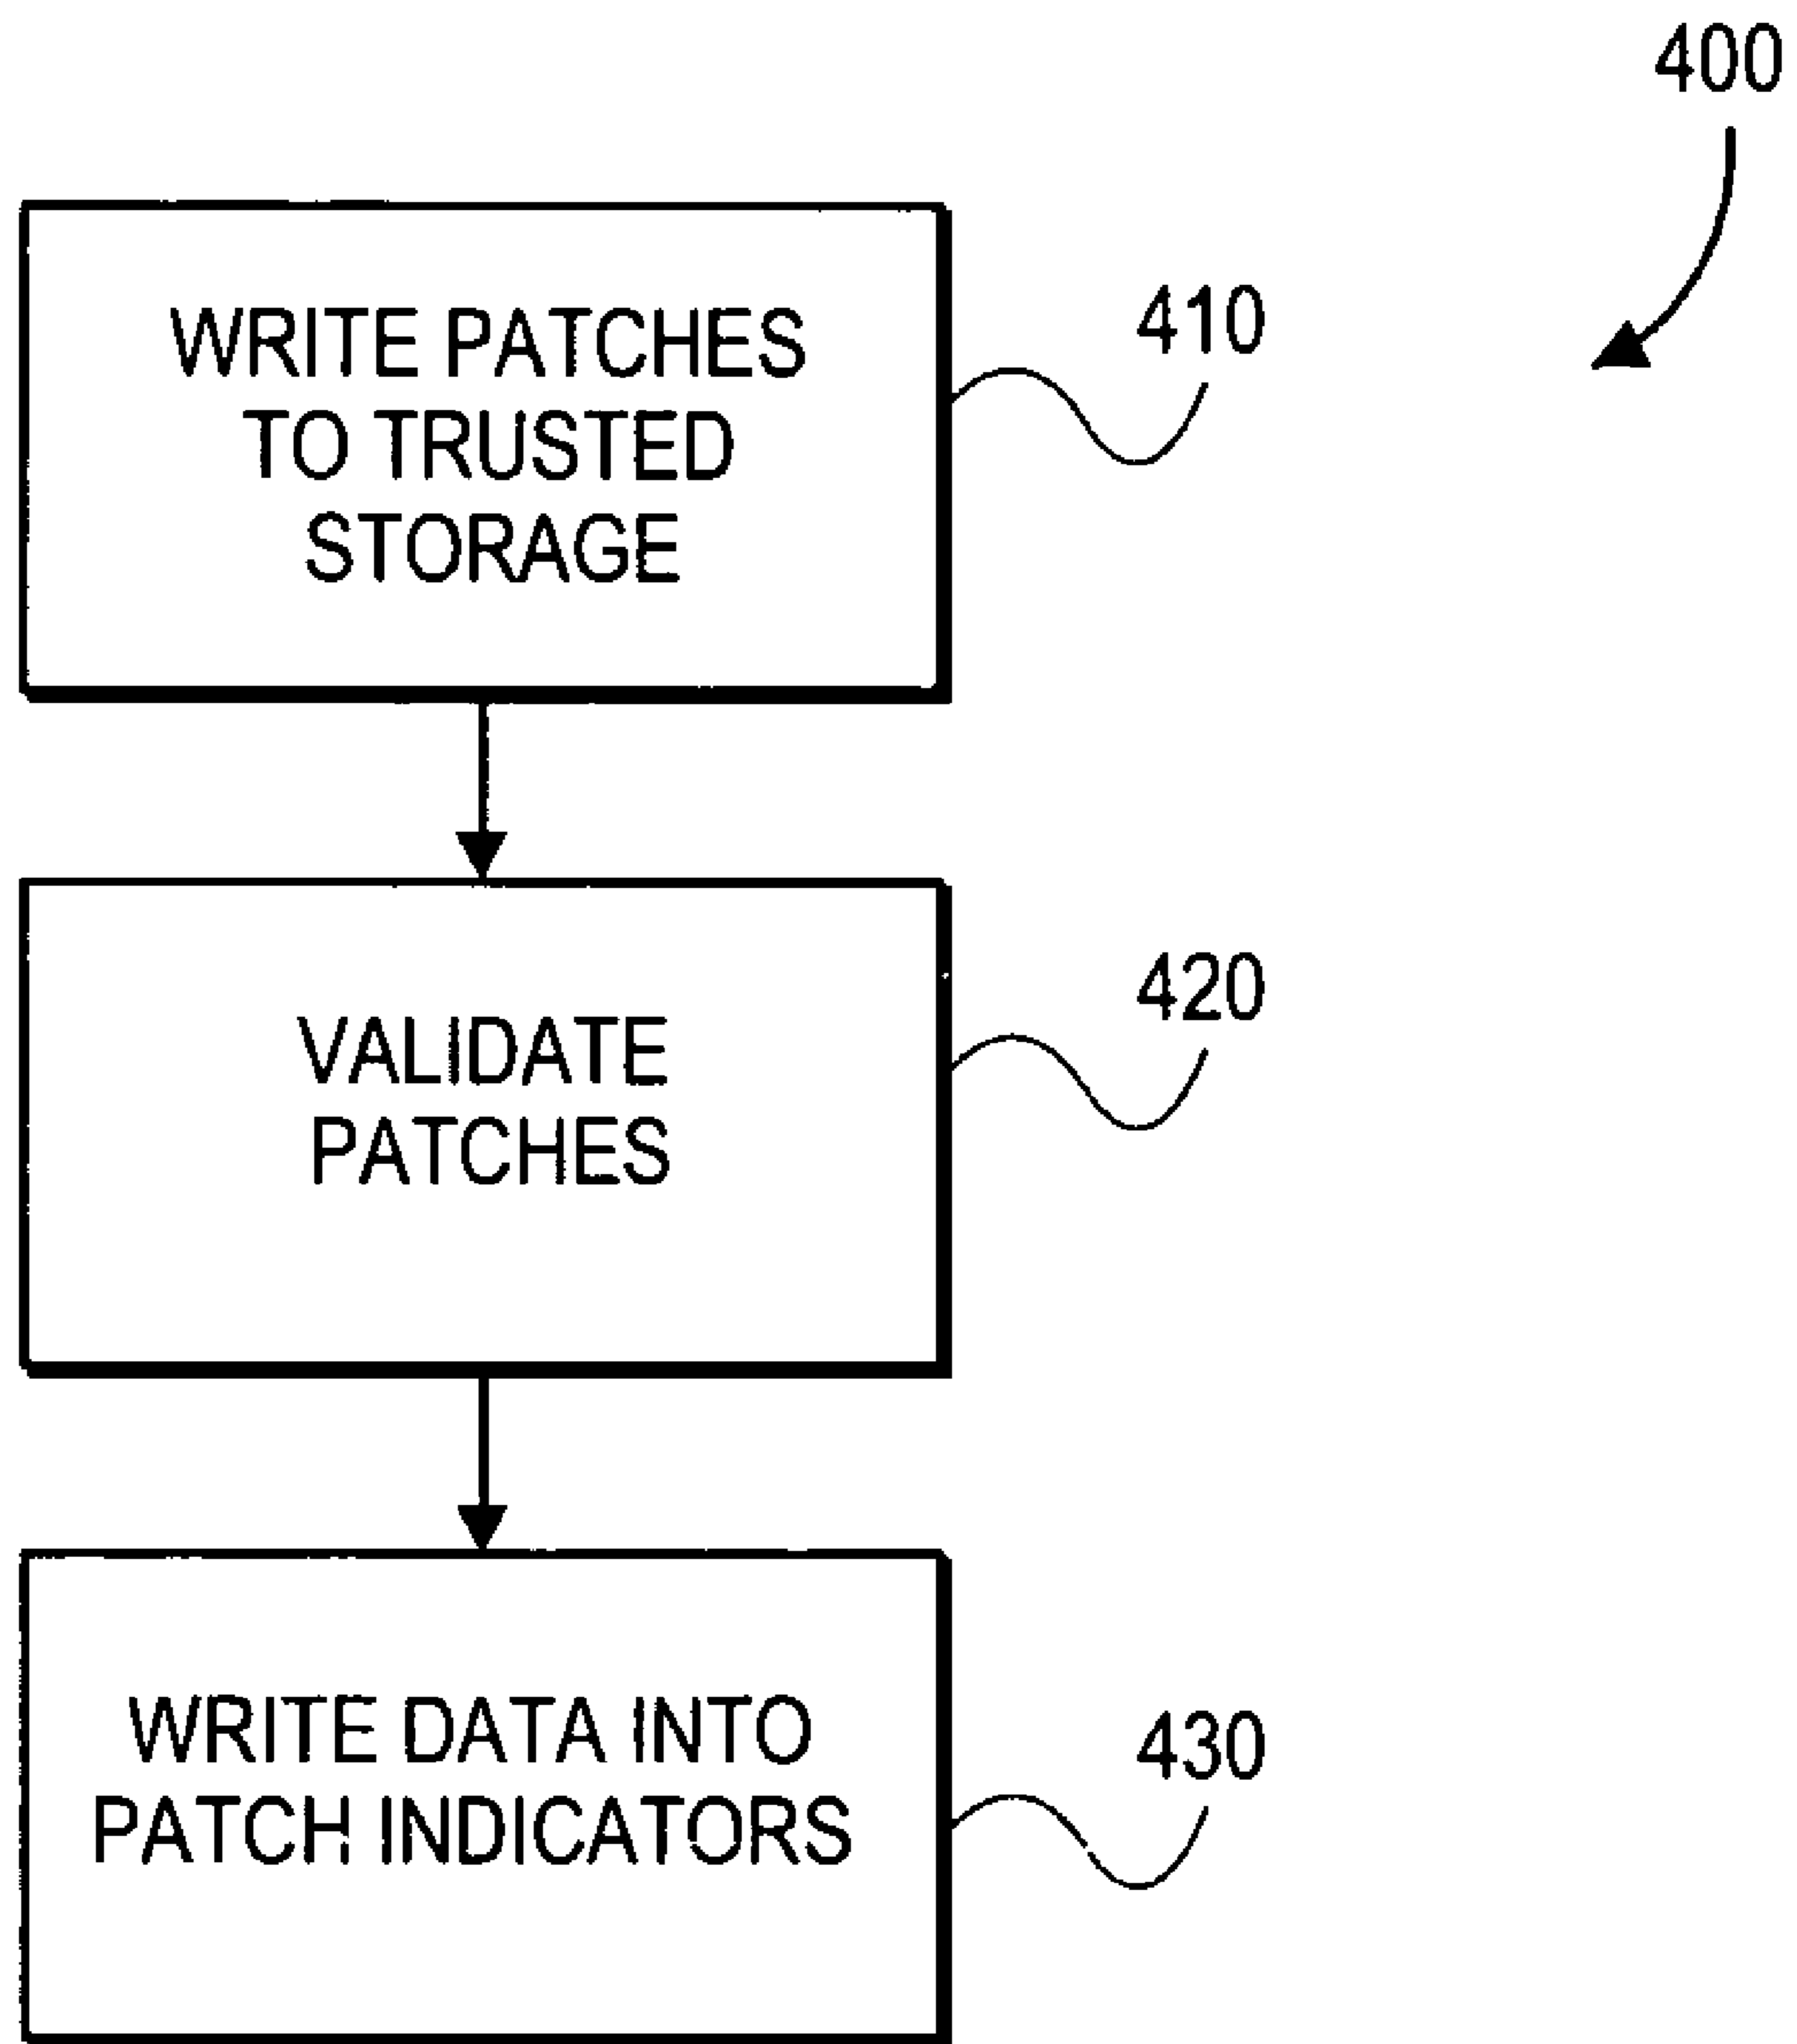 400
WRITE PATCHES
TO TRUSTED
STORAGE
410
VALIDATE
PATCHES
420
WRITE DATA INTO
PATCH INDICATORS
430